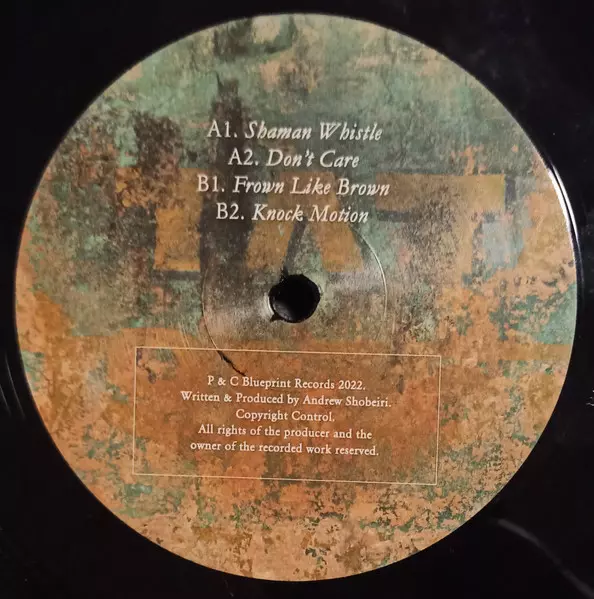 A1. Shaman Whistle
A2. Don't Care
B1. Frown Like Brown
B2. Knock Motion
P & C Blueprint Records 2022.
Written & Produced by Andrew Shobeiri.
Copyright Control.
All rights of the producer and the
owner of the recorded work reserved.